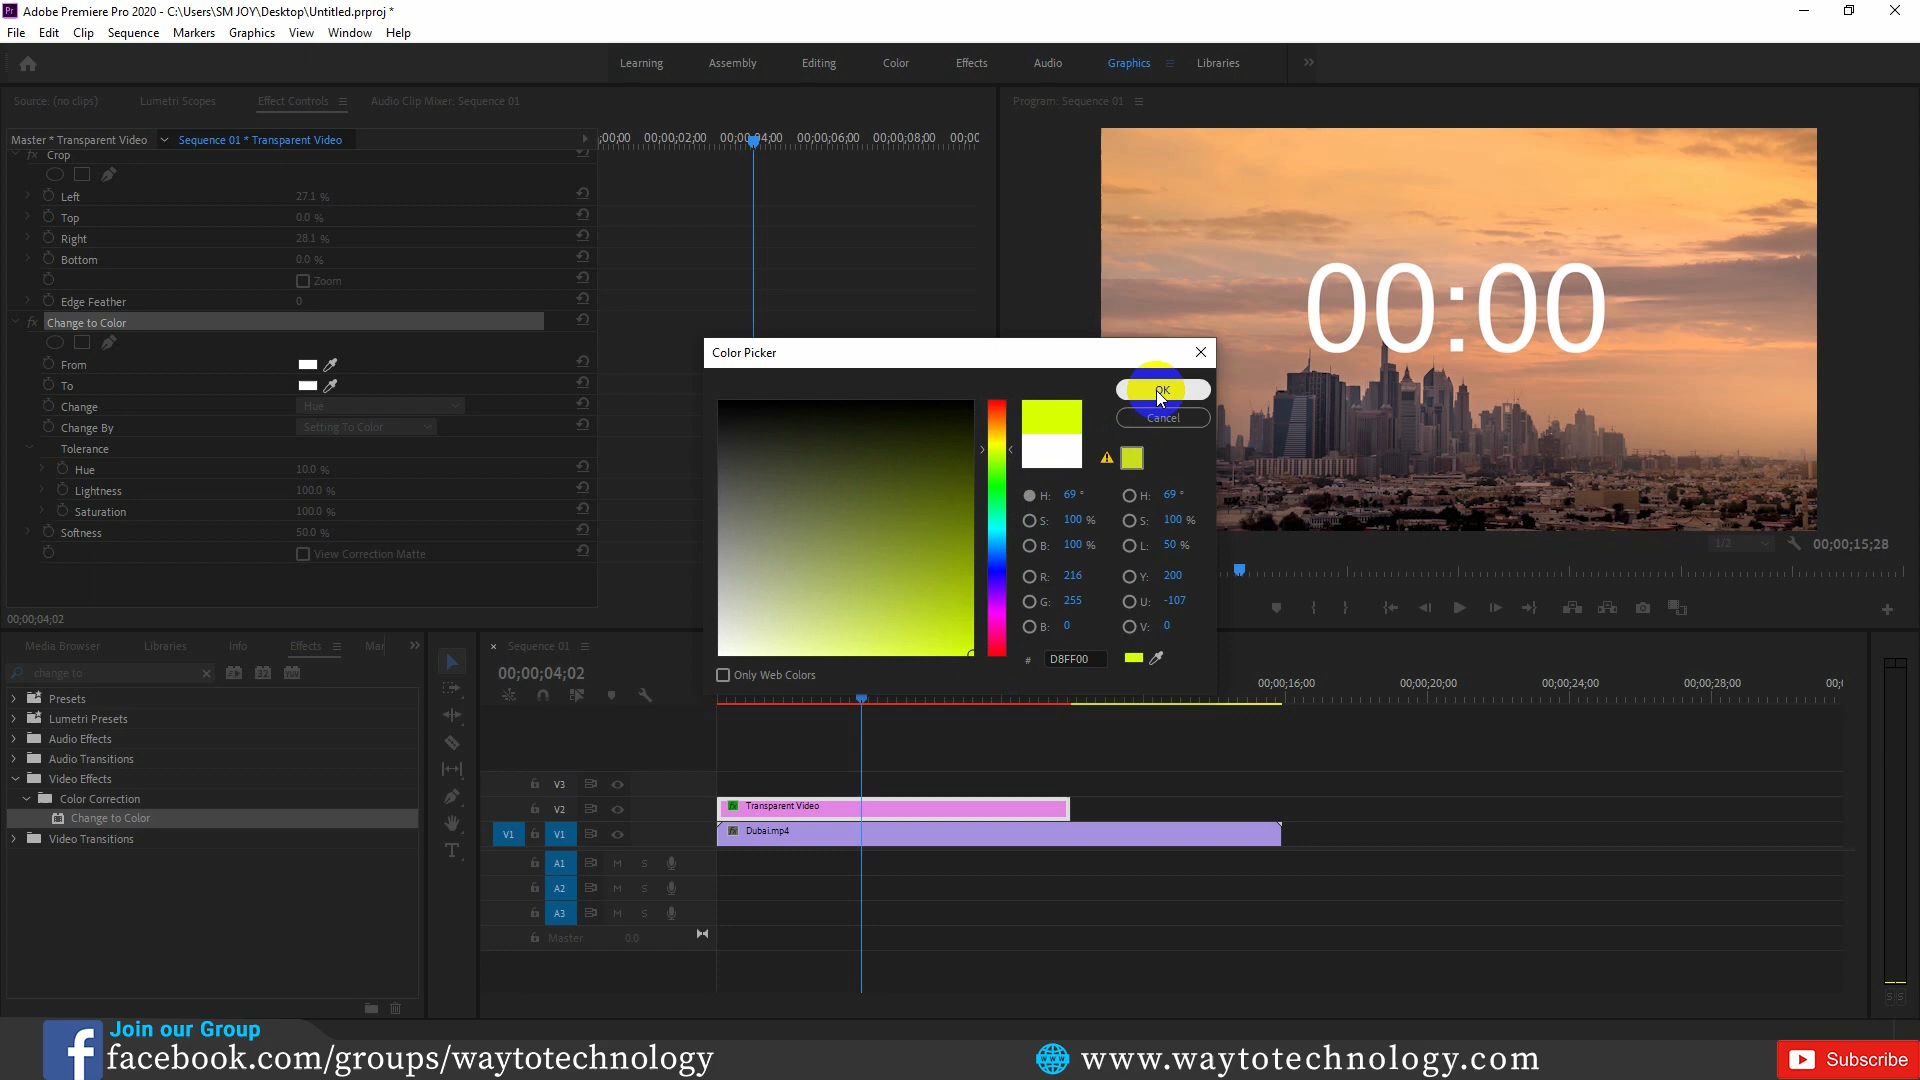 Adobe Premiere Pro 2020 - C:\Users\SM JOY\Desktop\Untitled.prproj *
File Edit Clip Sequence Markers Graphics View Window Help
Learning Assembly Editing Color Effects Audio Graphics Libraries
Source: (no clips) Lumetri Scopes Effect Controls Audio Clip Mixer: Sequence 01
Program: Sequence 01
Master * Transparent Video Sequence 01 * Transparent Video
;00;00 00;00;02;00 00;00;04;00 00;00;06;00 00;00;08;00 00;0
fx Crop
Left 27.1 %
Top 0.0 %
Right 28.1 %
Bottom 0.0 %
Zoom
Edge Feather 0
fx Change to Color
From
To
Change Hue
Change By Setting To Color
Tolerance
Hue 10.0 %
Lightness 100.0 %
Saturation 100.0 %
Softness 50.0 %
View Correction Matte
00;00;04;02
00:00
1/2 00;00;15;28
Color Picker
OK
Cancel
H: 69 ° H: 69 °
S: 100 % S: 100 %
B: 100 % L: 50 %
R: 216 Y: 200
G: 255 U: -107
B: 0 V: 0
# D8FF00
Only Web Colors
Media Browser Libraries Info Effects Mar
change to
Presets
Lumetri Presets
Audio Effects
Audio Transitions
Video Effects
Color Correction
Change to Color
Video Transitions
Sequence 01
00;00;04;02
00;00;16;00 00;00;20;00 00;00;24;00 00;00;28;00 00;
V3
V2 Transparent Video
V1 V1 Dubai.mp4
A1 M S
A2 M S
A3 M S
Master 0.0
S S
Join our Group
facebook.com/groups/waytotechnology
www.waytotechnology.com
Subscribe